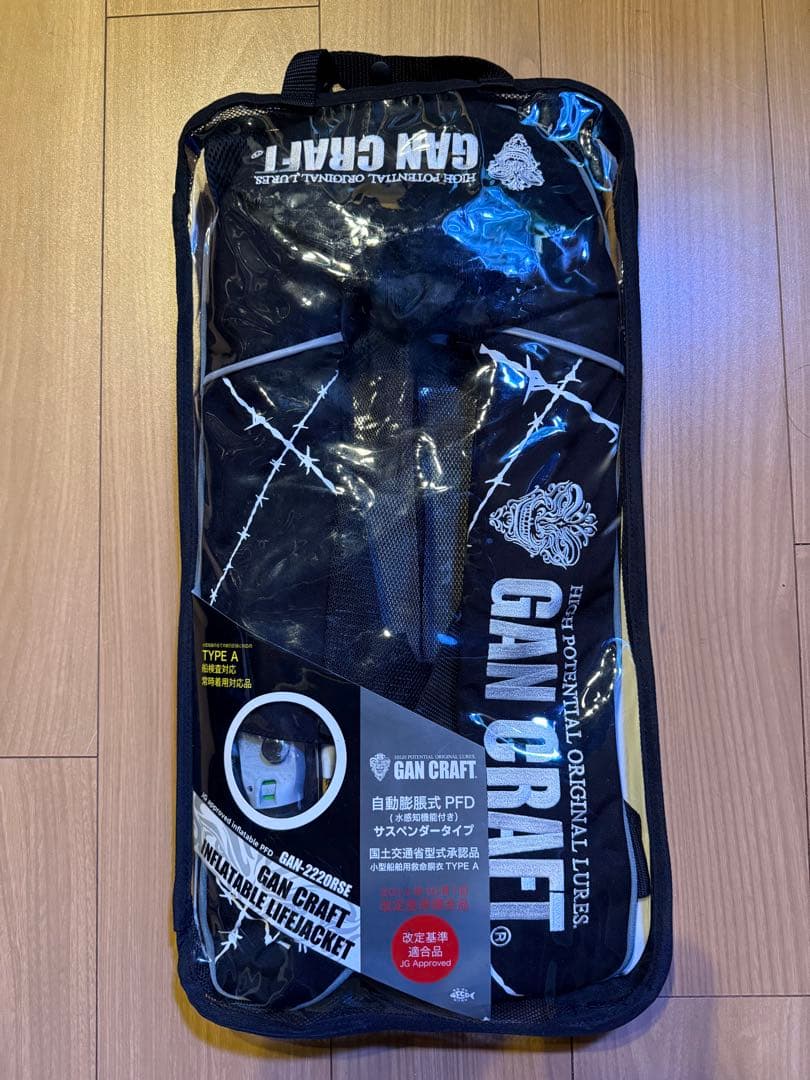 GAN CRAFT®
HIGH POTENTIAL ORIGINAL LURES.
HIGH POTENTIAL ORIGINAL LURES.
GAN CRAFT®
TYPE A
船検査対応
常時着用対応品
JG approved inflatable PFD GAN-2220RSE
GAN CRAFT
INFLATABLE LIFEJACKET
HIGH POTENTIAL ORIGINAL LURES.
GAN CRAFT.
自動膨脹式 PFD
(水感知機能付き)
サスペンダータイプ
国土交通省型式承認品
小型船舶用救命胴衣 TYPE A
改定基準
適合品
JG Approved